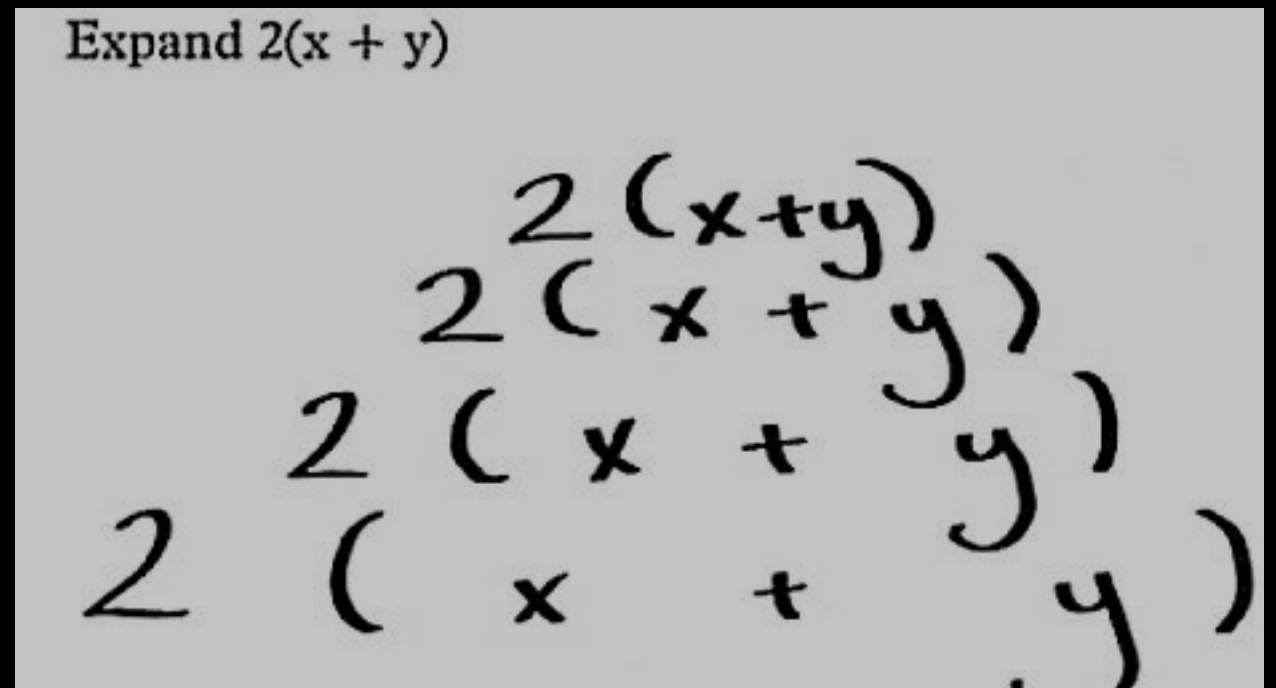 Expand 2(x + y)
2(x+y)
2 ( x + y )
2 ( x + y )
2 ( x + y )